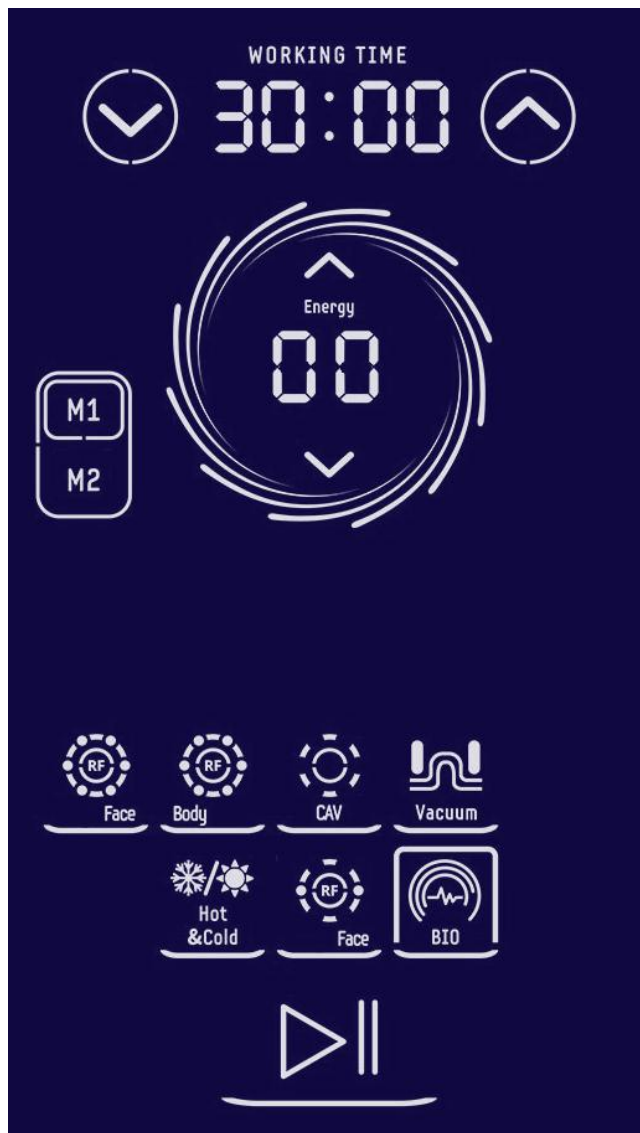 WORKING TIME
30:00
Energy
00
M1
M2
RF
Face
RF
Body
CAV
Vacuum
Hot
&Cold
RF
Face
BIO